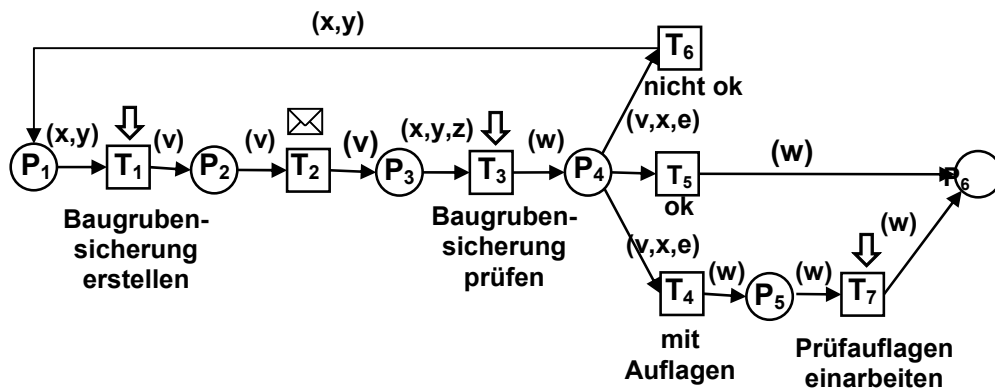 (x,y)
T6
nicht ok
(x,y)
(v)
(v)
(v)
(x,y,z)
(w)
(v,x,e)
(w)
P1
T1
P2
T2
P3
T3
P4
T5
P6
ok
Baugruben-
sicherung
erstellen
Baugruben-
sicherung
prüfen
(v,x,e)
(w)
(w)
(w)
T4
P5
T7
mit
Auflagen
Prüfauflagen
einarbeiten